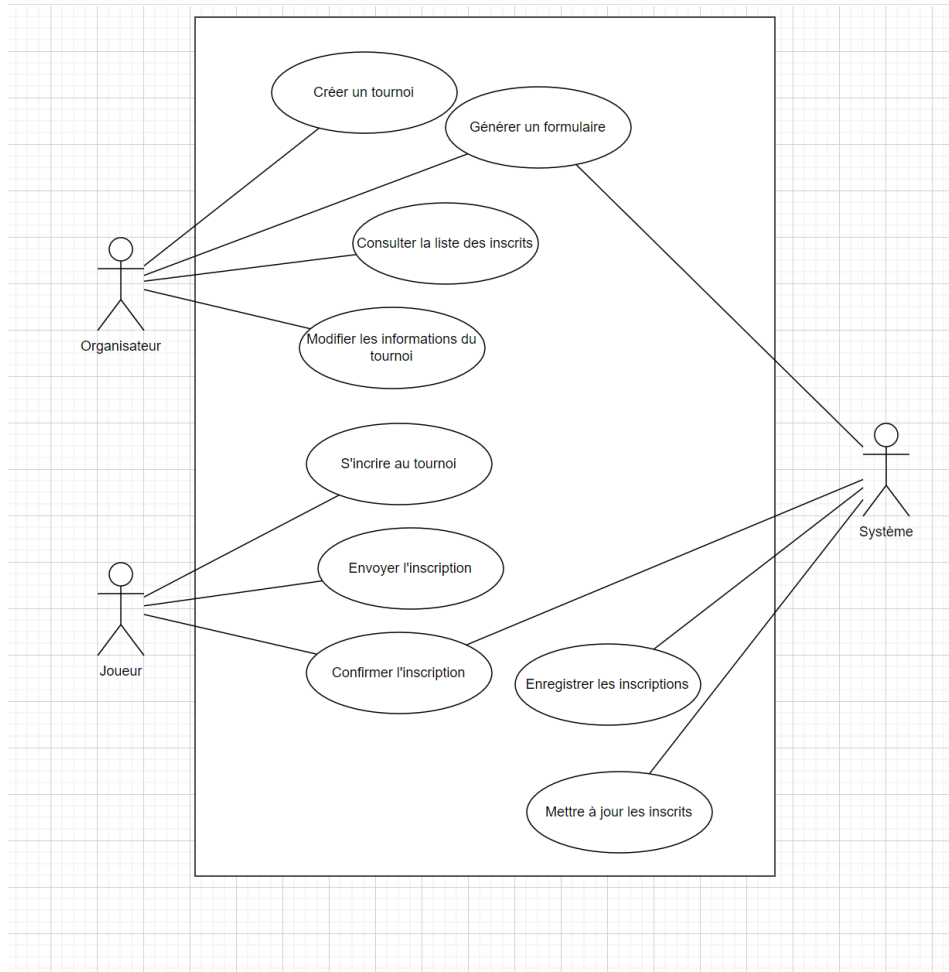 Créer un tournoi
Générer un formulaire
Consulter la liste des inscrits
Modifier les informations du
tournoi
Organisateur
S'incrire au tournoi
Système
Envoyer l'inscription
Joueur
Confirmer l'inscription
Enregistrer les inscriptions
Mettre à jour les inscrits